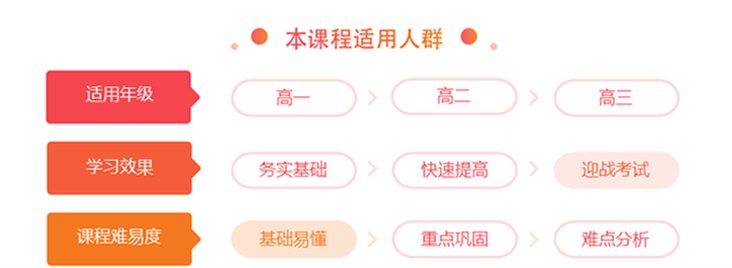 本课程适用人群
适用年级 高一 高二 高三
学习效果 务实基础 快速提高 迎战考试
课程难易度 基础易懂 重点巩固 难点分析